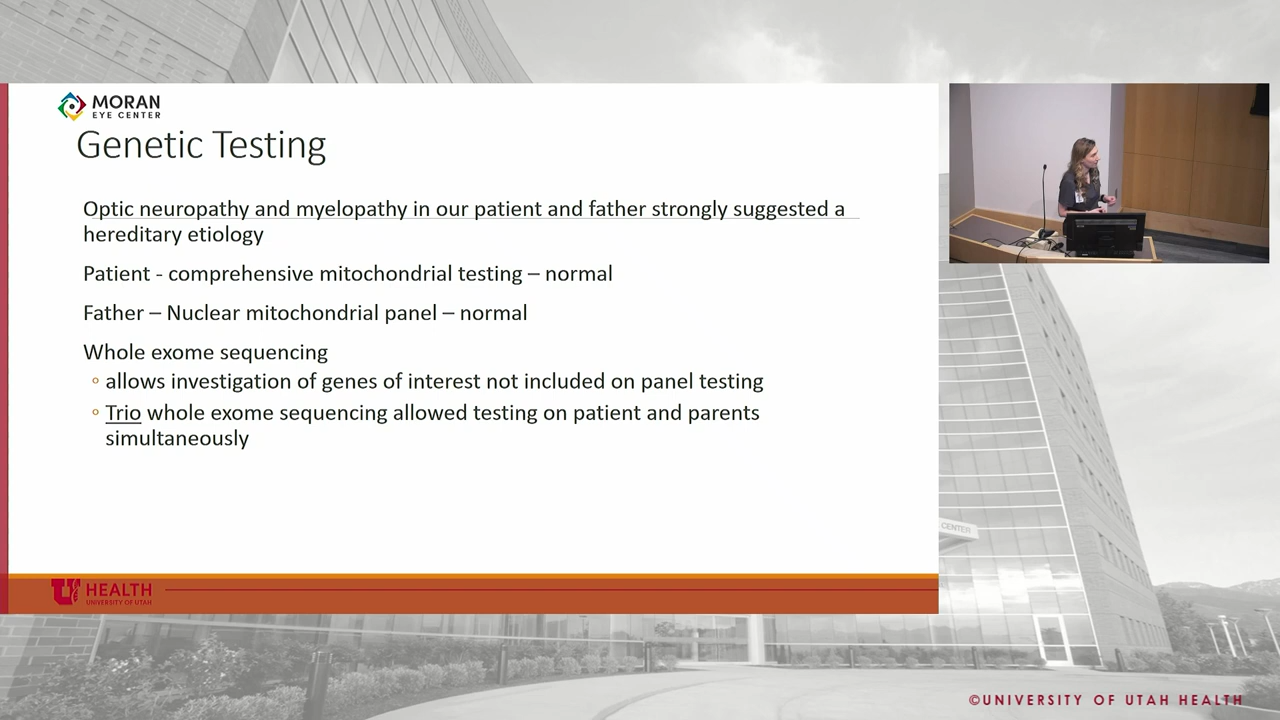 MORAN
EYE CENTER
Genetic Testing
Optic neuropathy and myelopathy in our patient and father strongly suggested a
hereditary etiology
Patient - comprehensive mitochondrial testing – normal
Father – Nuclear mitochondrial panel – normal
Whole exome sequencing
allows investigation of genes of interest not included on panel testing
Trio whole exome sequencing allowed testing on patient and parents
simultaneously
CENTER
U HEALTH
UNIVERSITY OF UTAH
©UNIVERSITY OF UTAH HEALTH